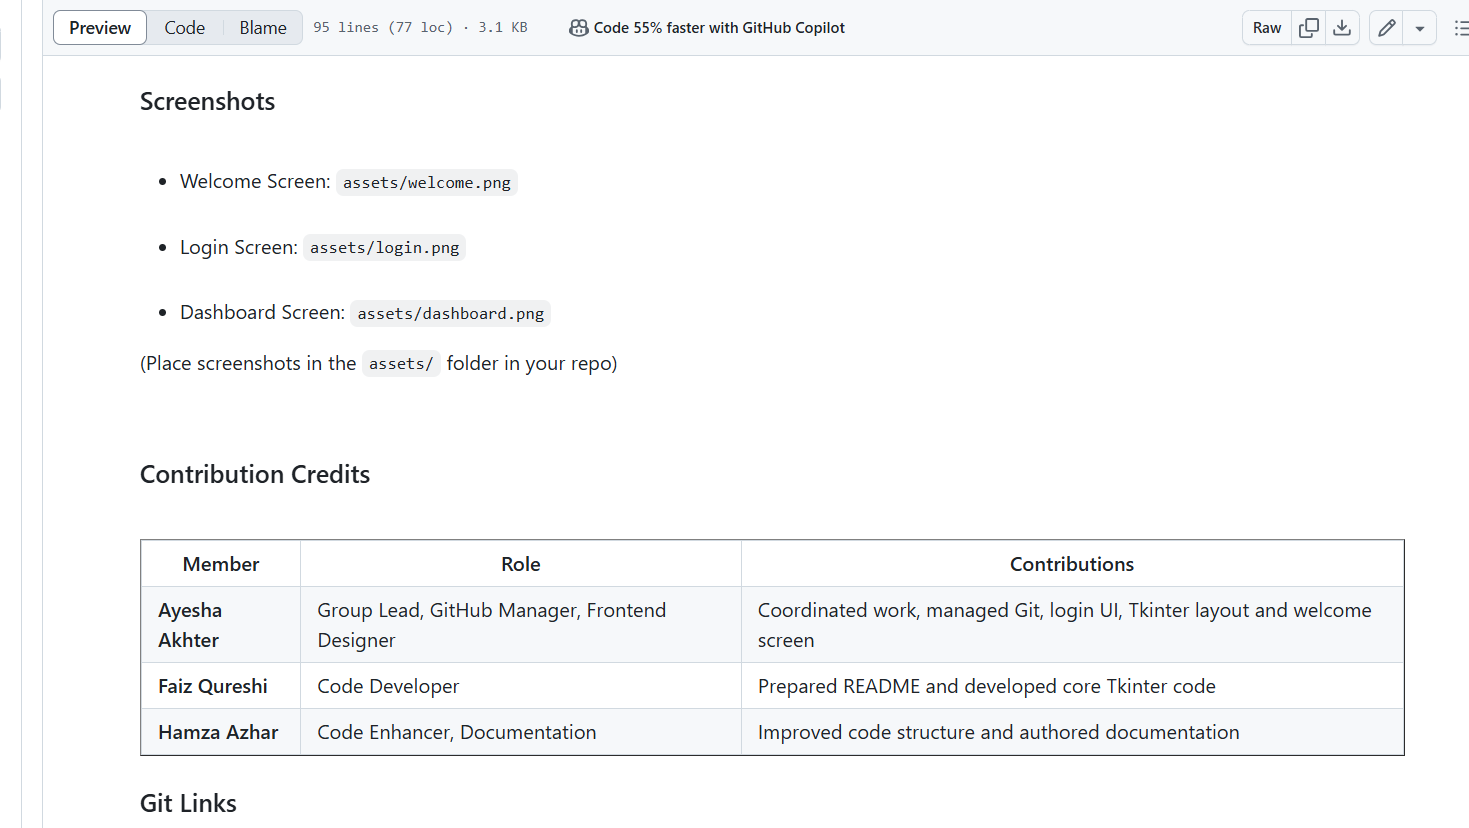 Preview Code Blame 95 lines (77 loc) · 3.1 KB Code 55% faster with GitHub Copilot Raw
Screenshots
• Welcome Screen: assets/welcome.png
• Login Screen: assets/login.png
• Dashboard Screen: assets/dashboard.png
(Place screenshots in the assets/ folder in your repo)
Contribution Credits
Member Role Contributions
Ayesha Akhter Group Lead, GitHub Manager, Frontend Designer Coordinated work, managed Git, login UI, Tkinter layout and welcome screen
Faiz Qureshi Code Developer Prepared README and developed core Tkinter code
Hamza Azhar Code Enhancer, Documentation Improved code structure and authored documentation
Git Links